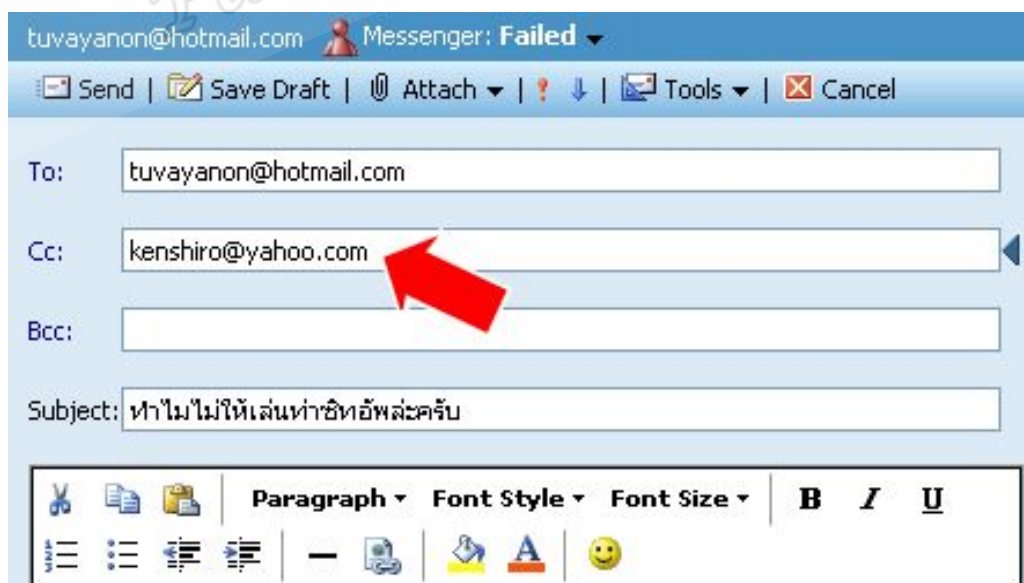 tuvayanon@hotmail.com Messenger: Failed
Send | Save Draft | Attach | Tools | Cancel
To: tuvayanon@hotmail.com
Cc: kenshiro@yahoo.com
Bcc:
Subject: ทำไมไม่ให้เล่นท่าซิทอัพล่ะครับ
Paragraph Font Style Font Size B I U
A